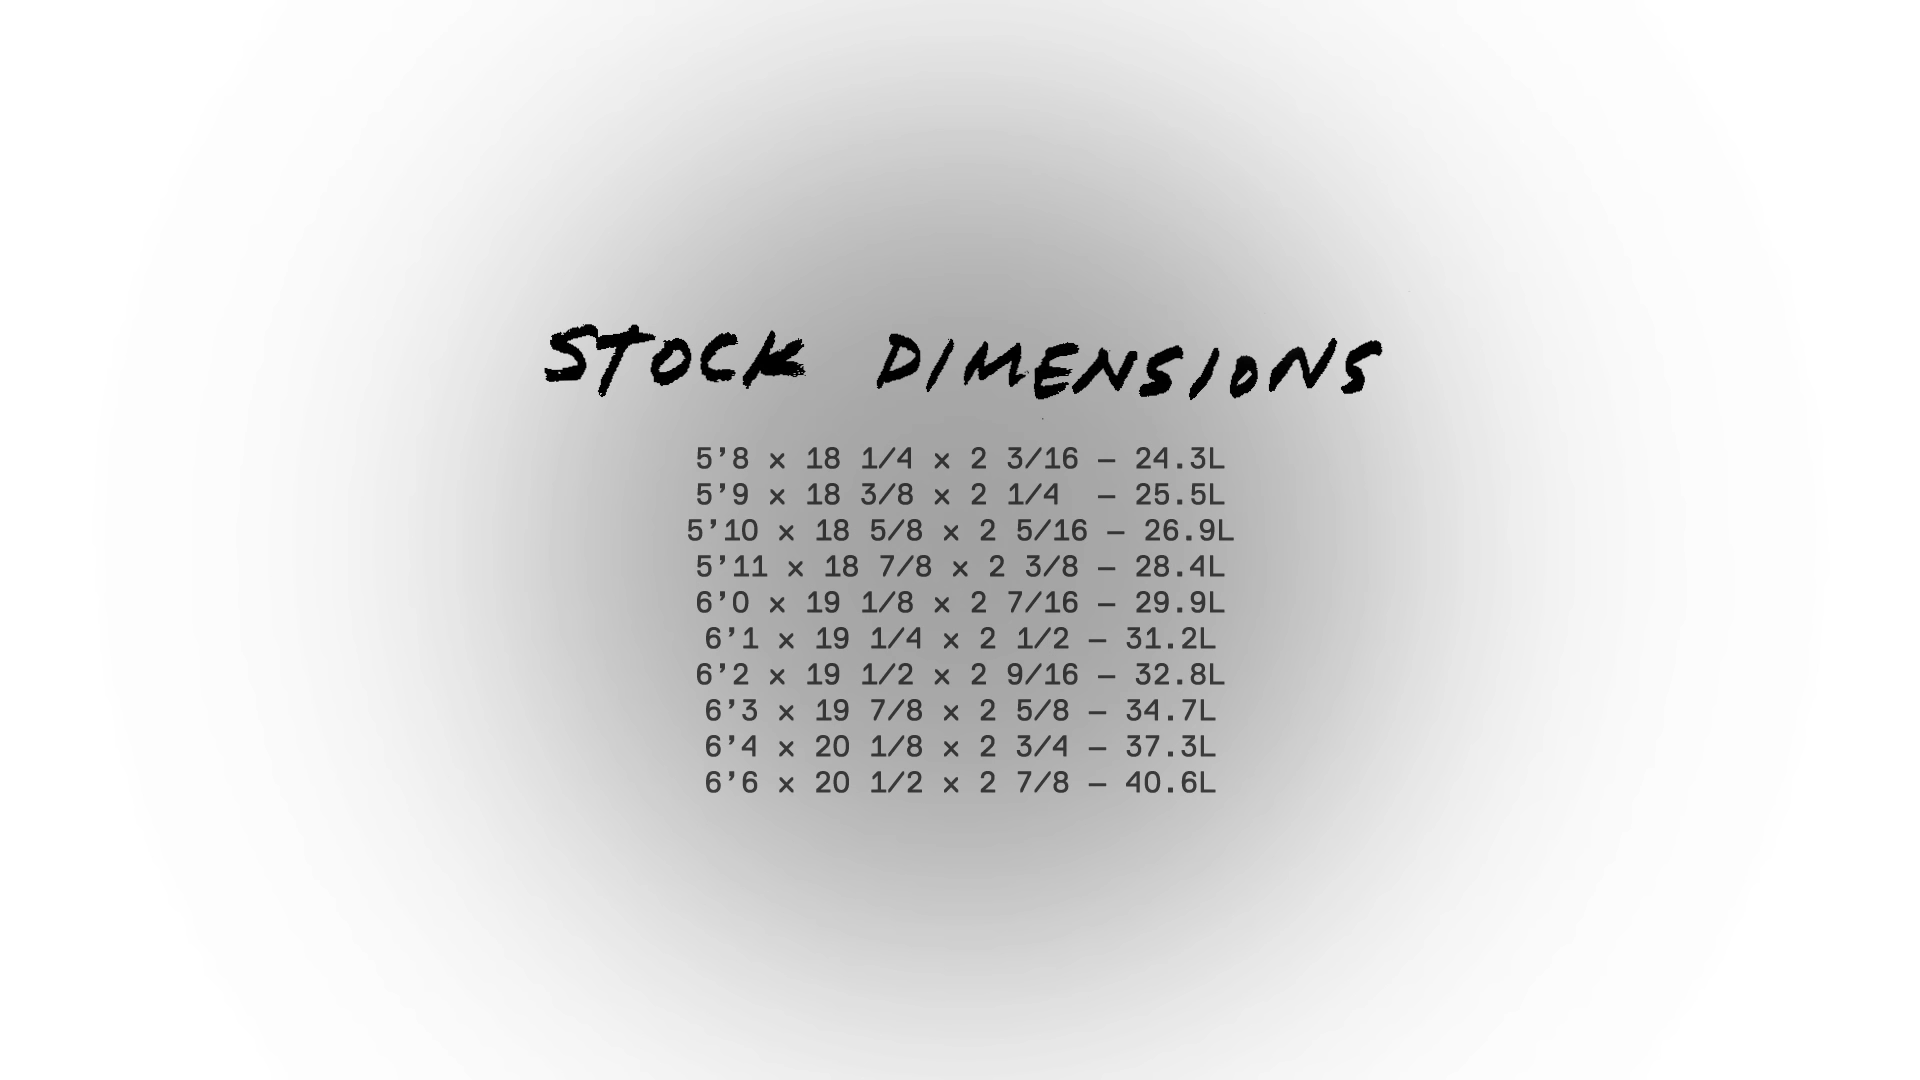 STOCK DIMENSIONS
5’8 × 18 1/4 × 2 3/16 – 24.3L
5’9 × 18 3/8 × 2 1/4  – 25.5L
5’10 × 18 5/8 × 2 5/16 – 26.9L
5’11 × 18 7/8 × 2 3/8 – 28.4L
6’0 × 19 1/8 × 2 7/16 – 29.9L
6’1 × 19 1/4 × 2 1/2 – 31.2L
6’2 × 19 1/2 × 2 9/16 – 32.8L
6’3 × 19 7/8 × 2 5/8 – 34.7L
6’4 × 20 1/8 × 2 3/4 – 37.3L
6’6 × 20 1/2 × 2 7/8 – 40.6L